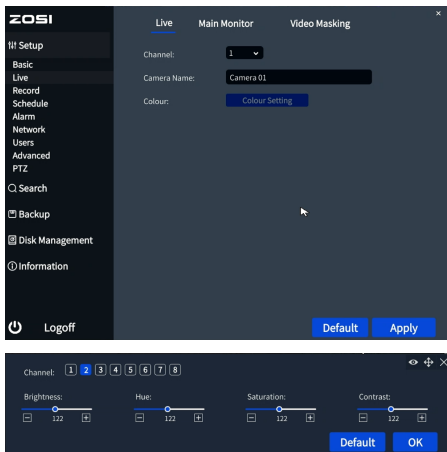 ZOSI
Live Main Monitor Video Masking
Setup
Channel: 1
Basic
Live
Camera Name: Camera 01
Record
Schedule
Colour: Colour Setting
Alarm
Network
Users
Advanced
PTZ
Search
Backup
Disk Management
Information
Logoff
Default Apply
Channel: 1 2 3 4 5 6 7 8
Brightness: Hue: Saturation: Contrast:
122 122 122 122
Default OK